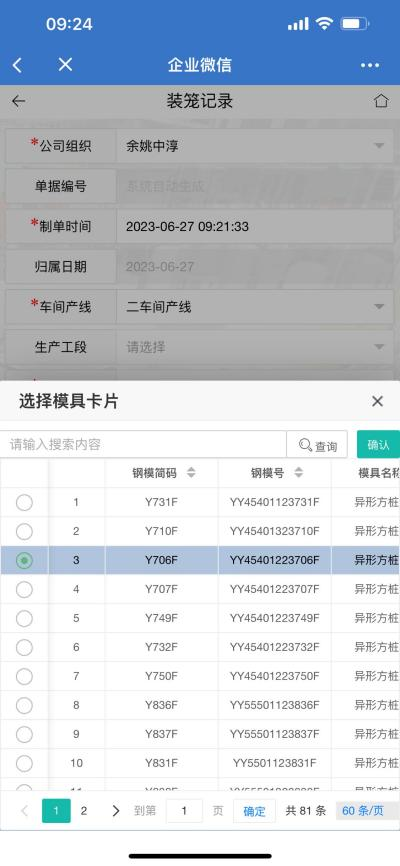 09:24
企业微信
装笼记录
*公司组织 余姚中淳
单据编号 系统自动生成
*制单时间 2023-06-27 09:21:33
归属日期 2023-06-27
*车间产线 二车间产线
生产工段 请选择
选择模具卡片
请输入搜索内容 查询 确认
钢模简码 钢模号 模具名称
1 Y731F YY45401123731F 异形方桩
2 Y710F YY45401323710F 异形方桩
3 Y706F YY45401223706F 异形方桩
4 Y707F YY45401223707F 异形方桩
5 Y749F YY45401223749F 异形方桩
6 Y732F YY45401223732F 异形方桩
7 Y750F YY45401223750F 异形方桩
8 Y836F YY55501123836F 异形方桩
9 Y837F YY55501123837F 异形方桩
10 Y831F YY5501123831F 异形方桩
1 2 到第 1 页 确定 共 81 条 60 条/页